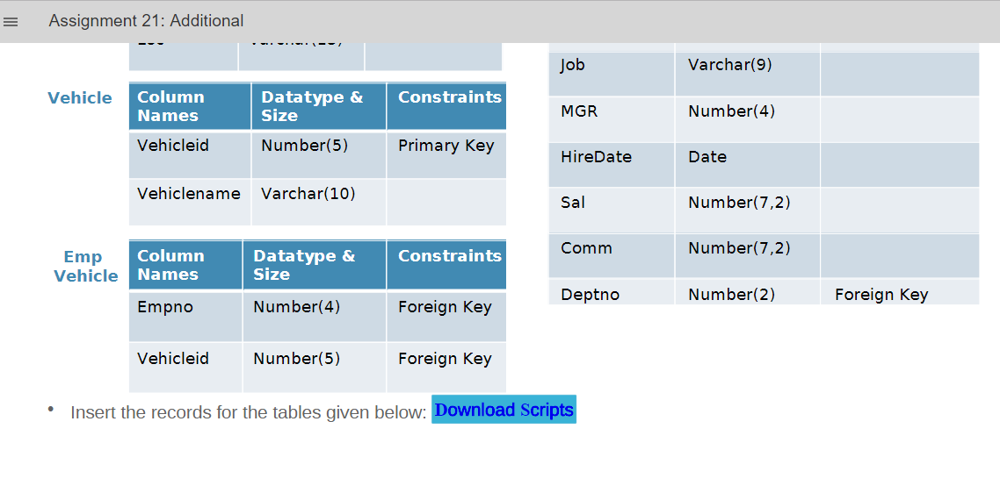 Assignment 21: Additional
Vehicle
Column Names
Datatype & Size
Constraints
Vehicleid
Number(5)
Primary Key
Vehiclename
Varchar(10)
Emp Vehicle
Column Names
Datatype & Size
Constraints
Empno
Number(4)
Foreign Key
Vehicleid
Number(5)
Foreign Key
Job
Varchar(9)
MGR
Number(4)
HireDate
Date
Sal
Number(7,2)
Comm
Number(7,2)
Deptno
Number(2)
Foreign Key
• Insert the records for the tables given below: Download Scripts